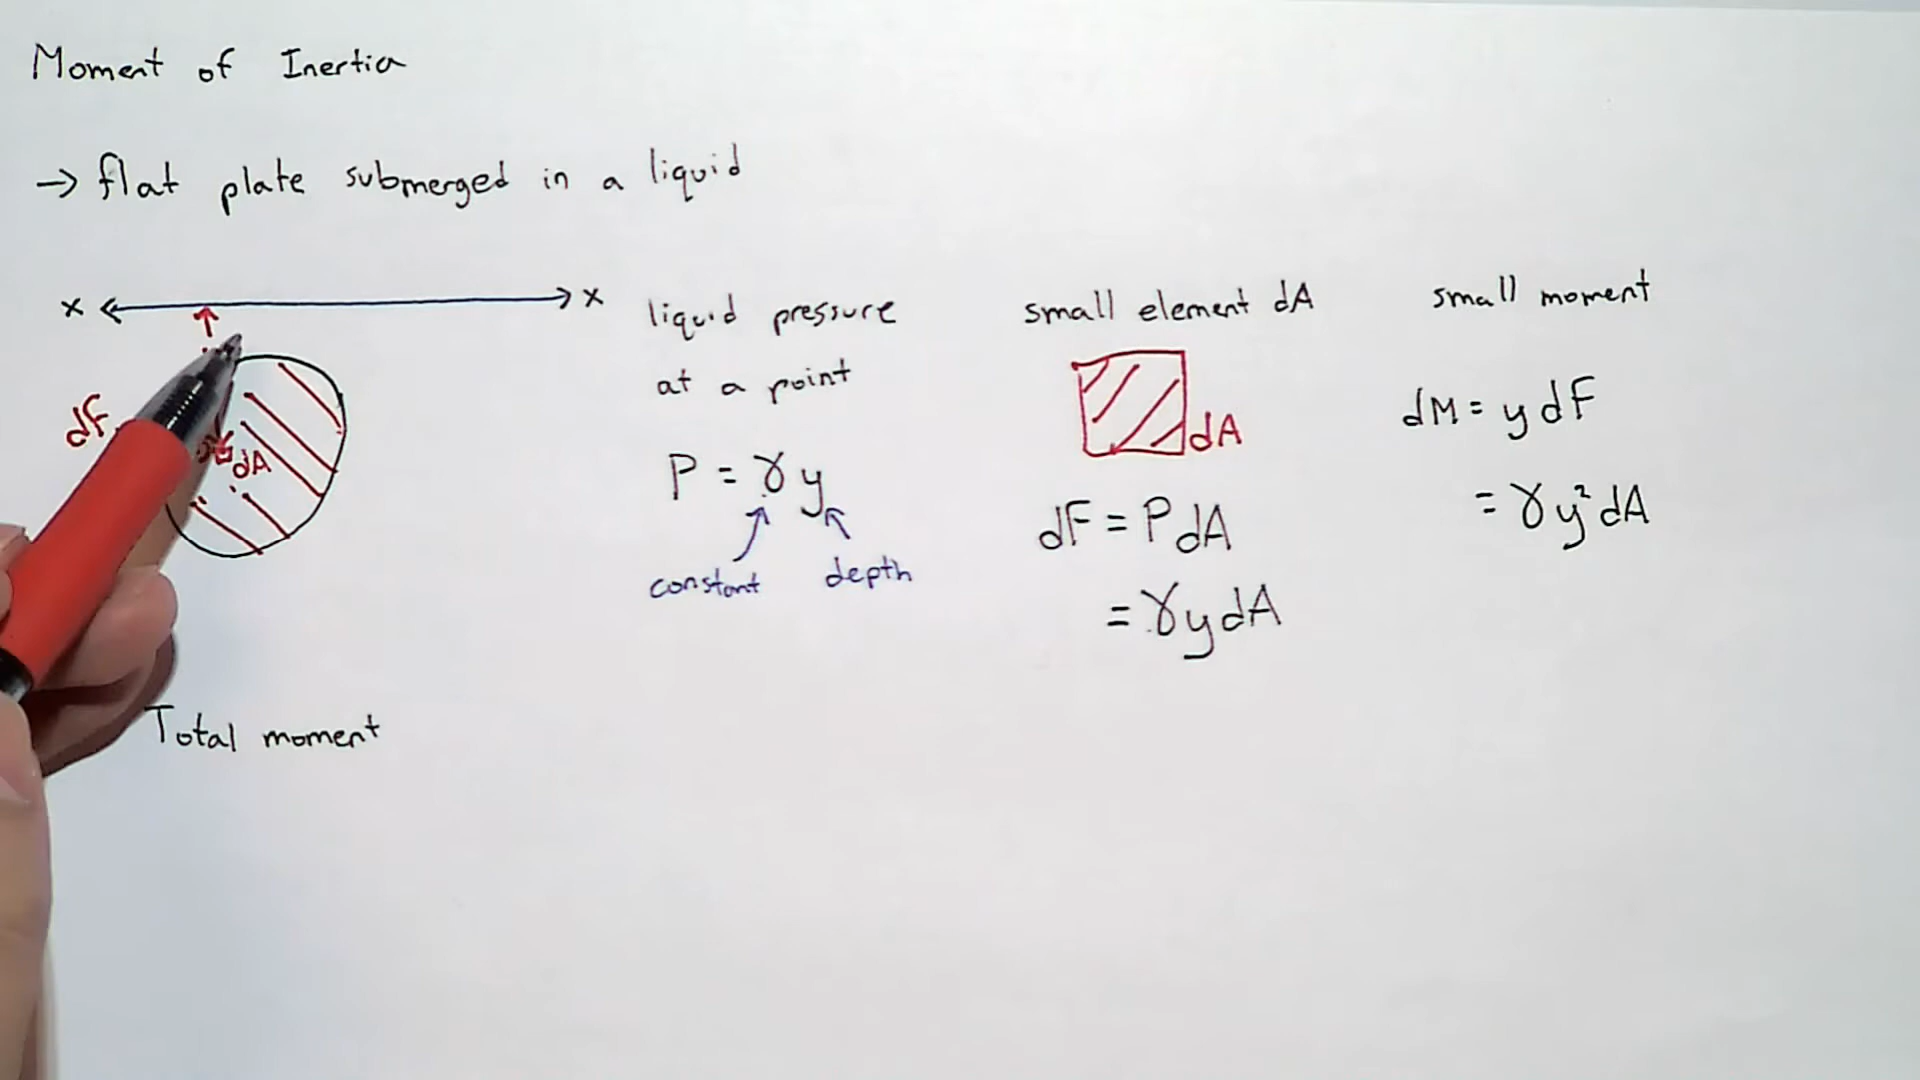 Moment of Inertia
→ flat plate submerged in a liquid
x x
dF
dA
liquid pressure
at a point
P = γy
constant depth
small element dA
dA
dF = PdA
= γydA
small moment
dM = ydF
= γy²dA
Total moment